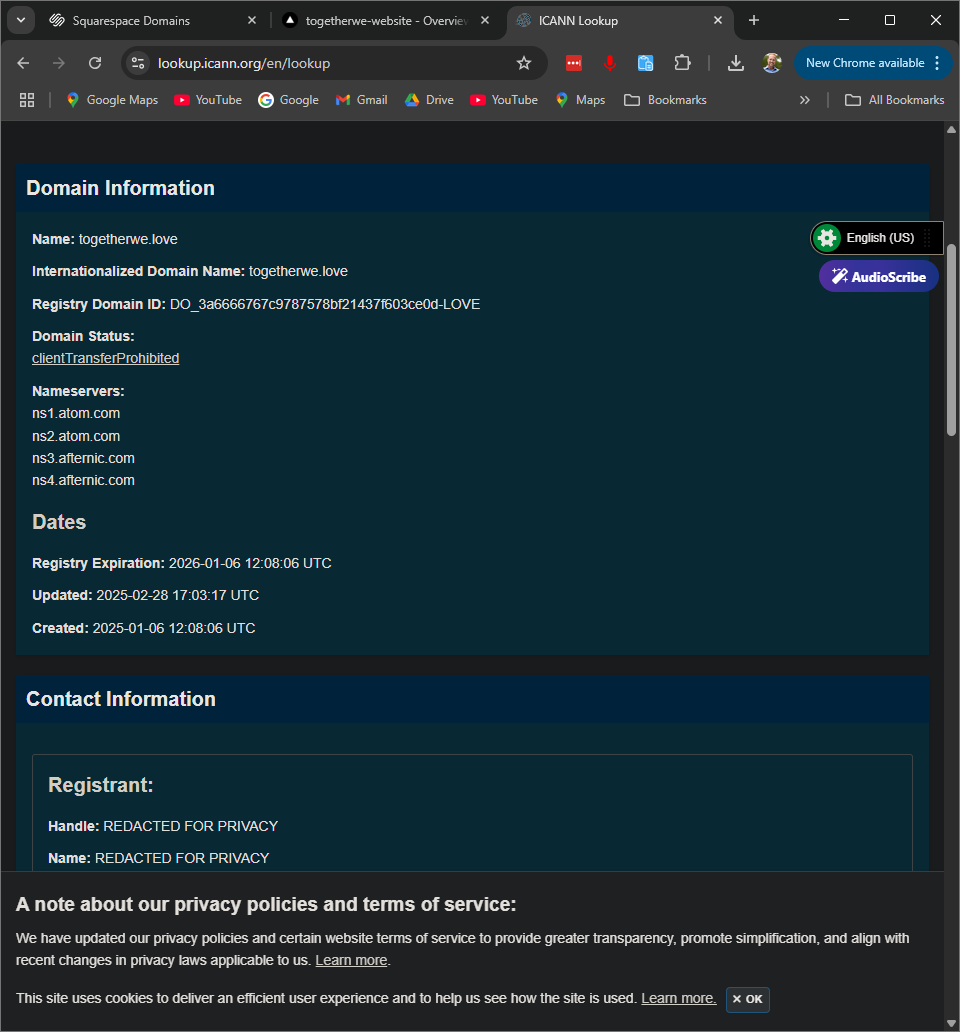 Squarespace Domains
togetherwe-website - Overview
ICANN Lookup
lookup.icann.org/en/lookup
New Chrome available
Google Maps
YouTube
Google
Gmail
Drive
YouTube
Maps
Bookmarks
All Bookmarks
Domain Information
Name: togetherwe.love
English (US)
Internationalized Domain Name: togetherwe.love
AudioScribe
Registry Domain ID: DO_3a6666767c9787578bf21437f603ce0d-LOVE
Domain Status:
clientTransferProhibited
Nameservers:
ns1.atom.com
ns2.atom.com
ns3.afternic.com
ns4.afternic.com
Dates
Registry Expiration: 2026-01-06 12:08:06 UTC
Updated: 2025-02-28 17:03:17 UTC
Created: 2025-01-06 12:08:06 UTC
Contact Information
Registrant:
Handle: REDACTED FOR PRIVACY
Name: REDACTED FOR PRIVACY
A note about our privacy policies and terms of service:
We have updated our privacy policies and certain website terms of service to provide greater transparency, promote simplification, and align with
recent changes in privacy laws applicable to us. Learn more.
This site uses cookies to deliver an efficient user experience and to help us see how the site is used. Learn more. × OK